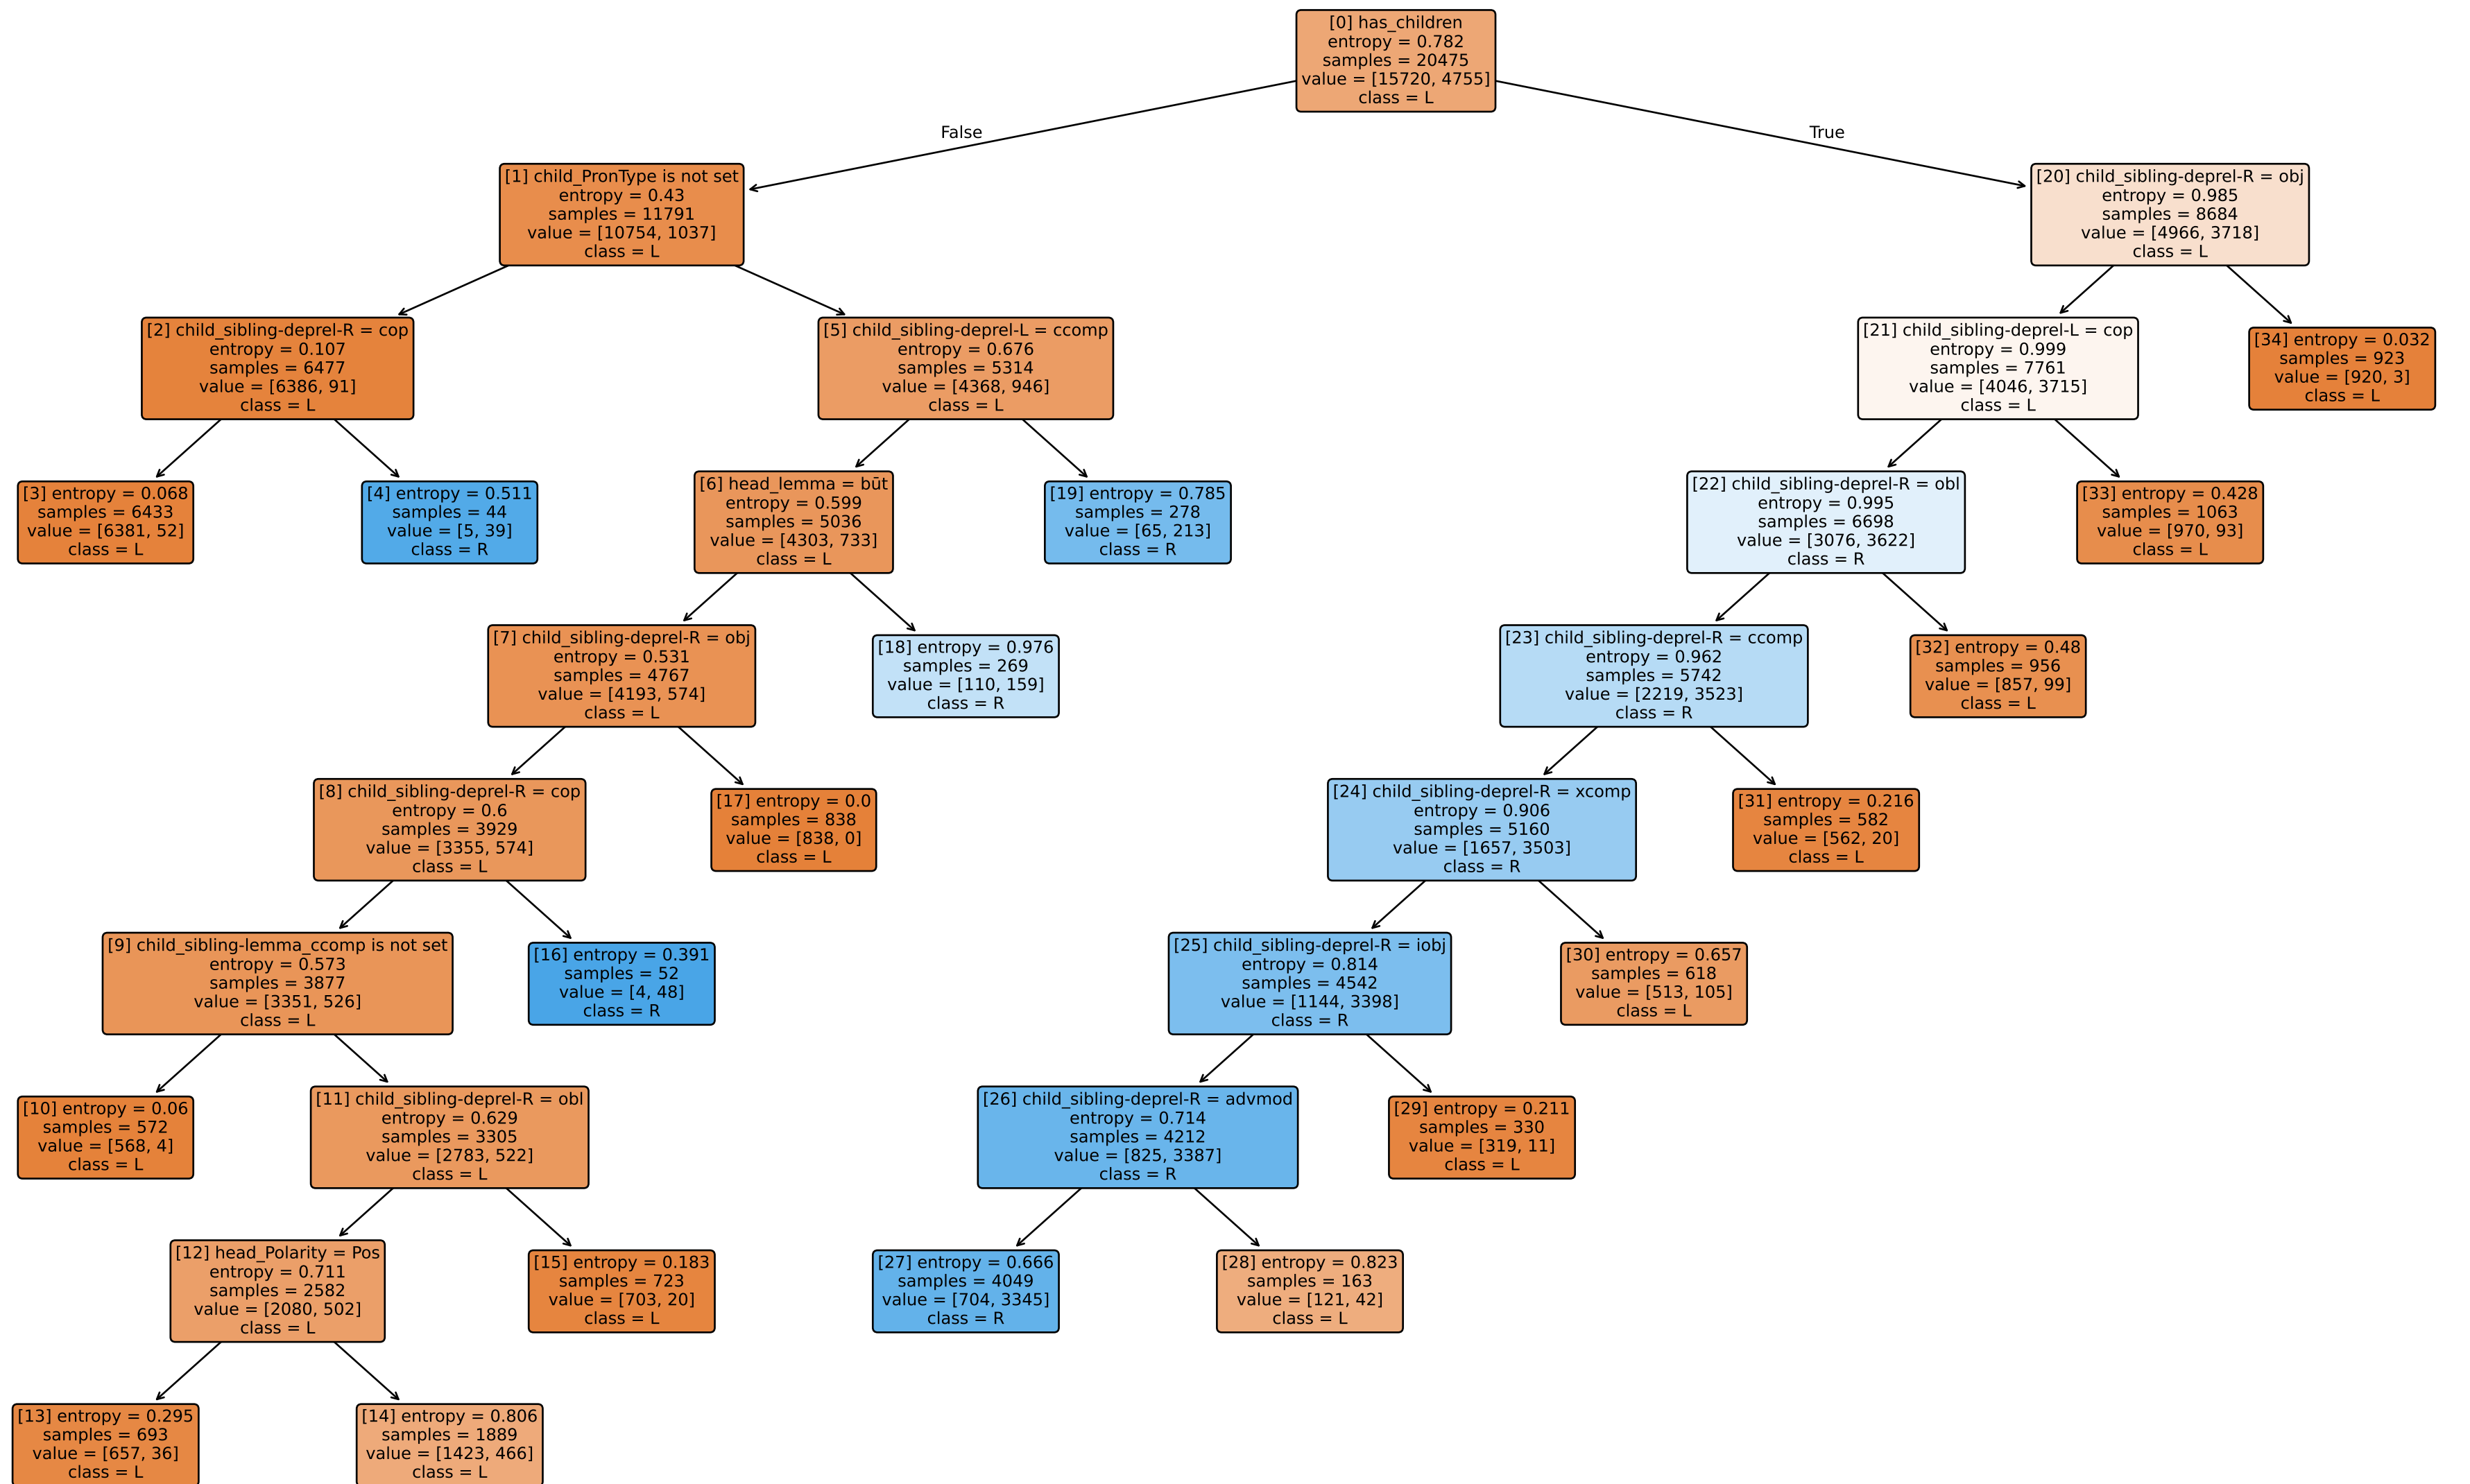 [0] has_children
entropy = 0.782
samples = 20475
value = [15720, 4755]
class = L
False
True
[1] child_PronType is not set
entropy = 0.43
samples = 11791
value = [10754, 1037]
class = L
[20] child_sibling-deprel-R = obj
entropy = 0.985
samples = 8684
value = [4966, 3718]
class = L
[2] child_sibling-deprel-R = cop
entropy = 0.107
samples = 6477
value = [6386, 91]
class = L
[5] child_sibling-deprel-L = ccomp
entropy = 0.676
samples = 5314
value = [4368, 946]
class = L
[21] child_sibling-deprel-L = cop
entropy = 0.999
samples = 7761
value = [4046, 3715]
class = L
[34] entropy = 0.032
samples = 923
value = [920, 3]
class = L
[3] entropy = 0.068
samples = 6433
value = [6381, 52]
class = L
[4] entropy = 0.511
samples = 44
value = [5, 39]
class = R
[6] head_lemma = būt
entropy = 0.599
samples = 5036
value = [4303, 733]
class = L
[19] entropy = 0.785
samples = 278
value = [65, 213]
class = R
[22] child_sibling-deprel-R = obl
entropy = 0.995
samples = 6698
value = [3076, 3622]
class = R
[33] entropy = 0.428
samples = 1063
value = [970, 93]
class = L
[7] child_sibling-deprel-R = obj
entropy = 0.531
samples = 4767
value = [4193, 574]
class = L
[18] entropy = 0.976
samples = 269
value = [110, 159]
class = R
[23] child_sibling-deprel-R = ccomp
entropy = 0.962
samples = 5742
value = [2219, 3523]
class = R
[32] entropy = 0.48
samples = 956
value = [857, 99]
class = L
[8] child_sibling-deprel-R = cop
entropy = 0.6
samples = 3929
value = [3355, 574]
class = L
[17] entropy = 0.0
samples = 838
value = [838, 0]
class = L
[24] child_sibling-deprel-R = xcomp
entropy = 0.906
samples = 5160
value = [1657, 3503]
class = R
[31] entropy = 0.216
samples = 582
value = [562, 20]
class = L
[9] child_sibling-lemma_ccomp is not set
entropy = 0.573
samples = 3877
value = [3351, 526]
class = L
[16] entropy = 0.391
samples = 52
value = [4, 48]
class = R
[25] child_sibling-deprel-R = iobj
entropy = 0.814
samples = 4542
value = [1144, 3398]
class = R
[30] entropy = 0.657
samples = 618
value = [513, 105]
class = L
[10] entropy = 0.06
samples = 572
value = [568, 4]
class = L
[11] child_sibling-deprel-R = obl
entropy = 0.629
samples = 3305
value = [2783, 522]
class = L
[26] child_sibling-deprel-R = advmod
entropy = 0.714
samples = 4212
value = [825, 3387]
class = R
[29] entropy = 0.211
samples = 330
value = [319, 11]
class = L
[12] head_Polarity = Pos
entropy = 0.711
samples = 2582
value = [2080, 502]
class = L
[15] entropy = 0.183
samples = 723
value = [703, 20]
class = L
[27] entropy = 0.666
samples = 4049
value = [704, 3345]
class = R
[28] entropy = 0.823
samples = 163
value = [121, 42]
class = L
[13] entropy = 0.295
samples = 693
value = [657, 36]
class = L
[14] entropy = 0.806
samples = 1889
value = [1423, 466]
class = L